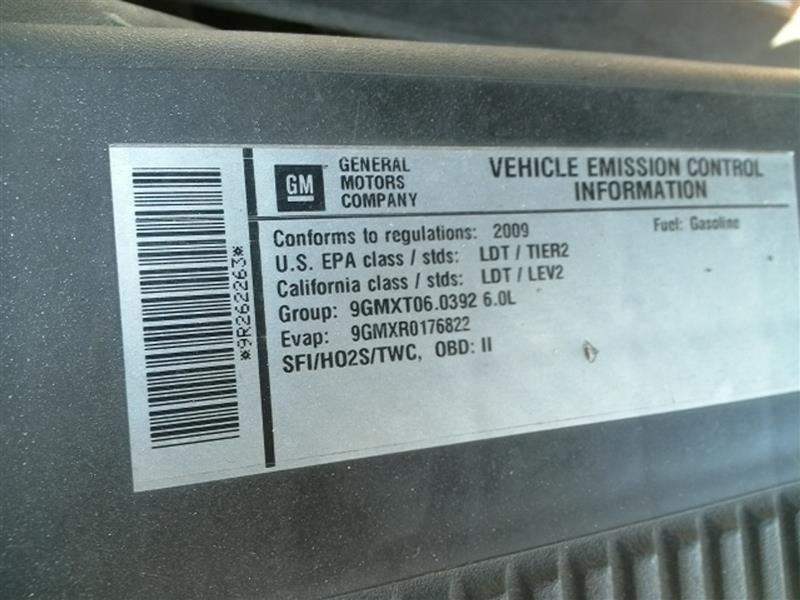 GM
GENERAL
MOTORS
COMPANY
VEHICLE EMISSION CONTROL
INFORMATION
Conforms to regulations: 2009
Fuel: Gasoline
U.S. EPA class / stds: LDT / TIER2
California class / stds: LDT / LEV2
Group: 9GMXT06.0392 6.0L
Evap: 9GMXR0176822
SFI/HO2S/TWC, OBD: II
*9R262263*